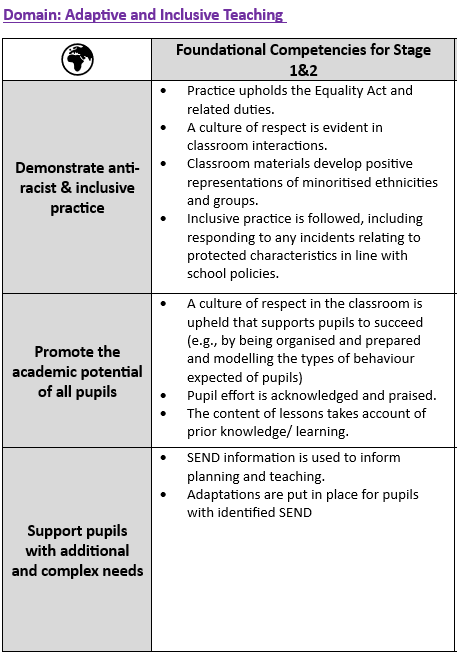 Domain: Adaptive and Inclusive Teaching
Foundational Competencies for Stage
1&2
Demonstrate anti-
racist & inclusive
practice
• Practice upholds the Equality Act and
related duties.
• A culture of respect is evident in
classroom interactions.
• Classroom materials develop positive
representations of minoritised ethnicities
and groups.
• Inclusive practice is followed, including
responding to any incidents relating to
protected characteristics in line with
school policies.
Promote the
academic potential
of all pupils
• A culture of respect in the classroom is
upheld that supports pupils to succeed
(e.g., by being organised and prepared
and modelling the types of behaviour
expected of pupils)
• Pupil effort is acknowledged and praised.
• The content of lessons takes account of
prior knowledge/ learning.
Support pupils
with additional
and complex needs
• SEND information is used to inform
planning and teaching.
• Adaptations are put in place for pupils
with identified SEND